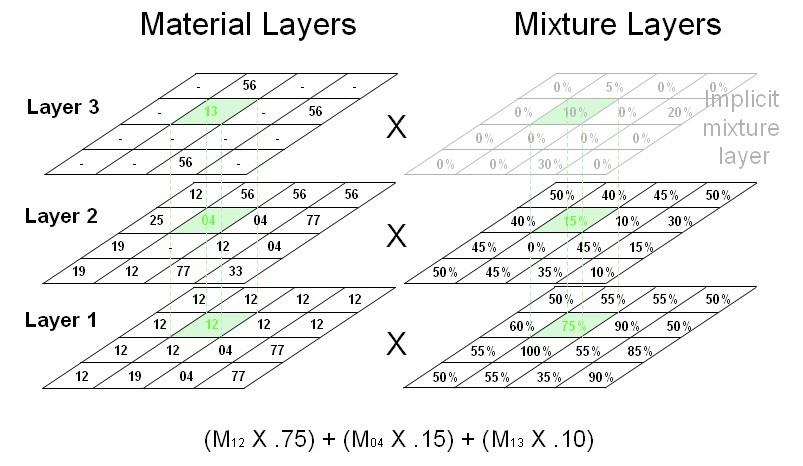 Material Layers Mixture Layers
Layer 3
- 56 - -
- 13 - 56
- - - -
- - 56 -
X
0% 5% 0% 0%
0% 10% 0% 20%
0% 0% 0% 0%
0% 0% 30% 0%
Implicit
mixture
layer
Layer 2
12 56 56 56
25 04 04 77
19 - 12 04
19 12 77 33
X
50% 40% 45% 50%
40% 15% 10% 30%
45% 0% 45% 15%
50% 45% 35% 10%
Layer 1
12 12 12 12
12 12 12 12
12 12 04 77
12 19 04 77
X
50% 55% 55% 50%
60% 75% 90% 50%
55% 100% 55% 85%
50% 55% 35% 90%
(M12 X .75) + (M04 X .15) + (M13 X .10)